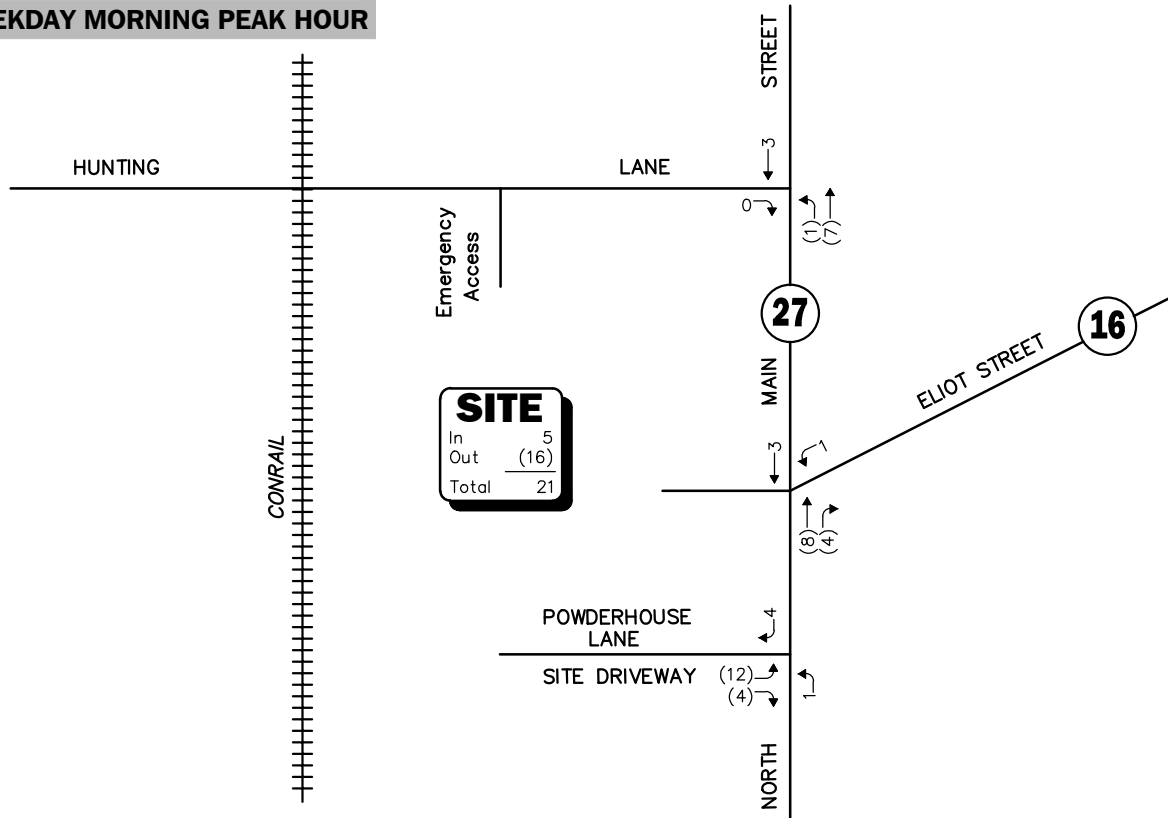 EKDAY MORNING PEAK HOUR
STREET
3
HUNTING
LANE
0
(1)
(7)
Emergency
Access
27
16
ELIOT STREET
MAIN
SITE
In 5
Out (16)
Total 21
3
1
CONRAIL
(8)
(4)
POWDERHOUSE
LANE
4
SITE DRIVEWAY
(12)
(4)
1
NORTH